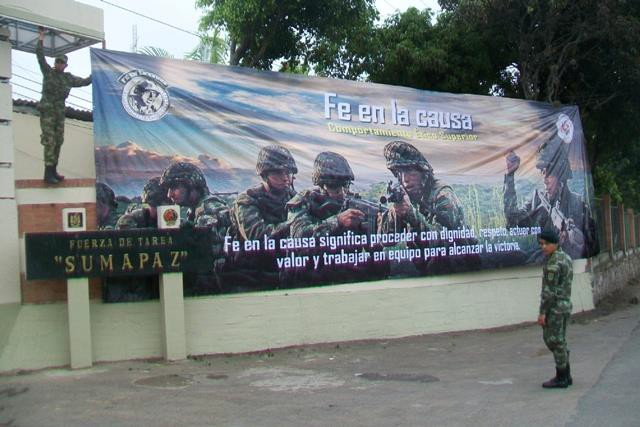 Fe en la causa
Comportamiento Ético Superior
Fe en la causa significa proceder con dignidad, respeto, actuar con
valor y trabajar en equipo para alcanzar la victoria.
FUERZA DE TAREA
"SUMAPAZ"